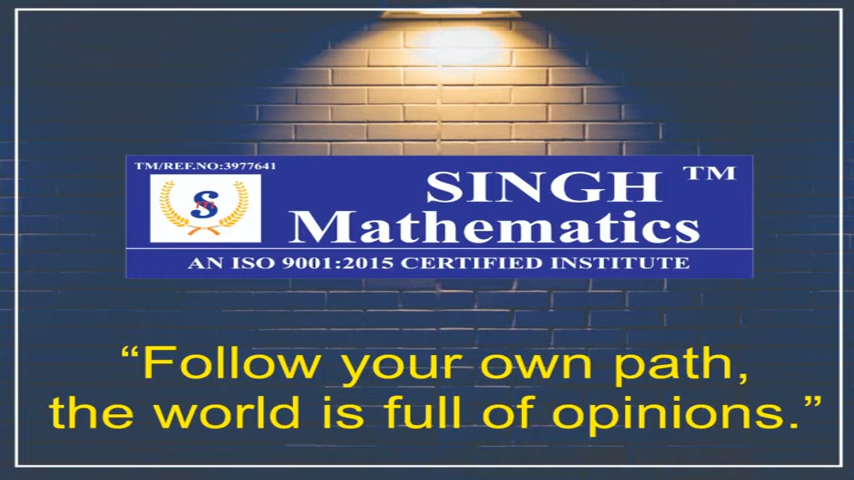 TM/REF.NO:3977641
S
SINGH TM
Mathematics
AN ISO 9001:2015 CERTIFIED INSTITUTE
“Follow your own path,
the world is full of opinions.”